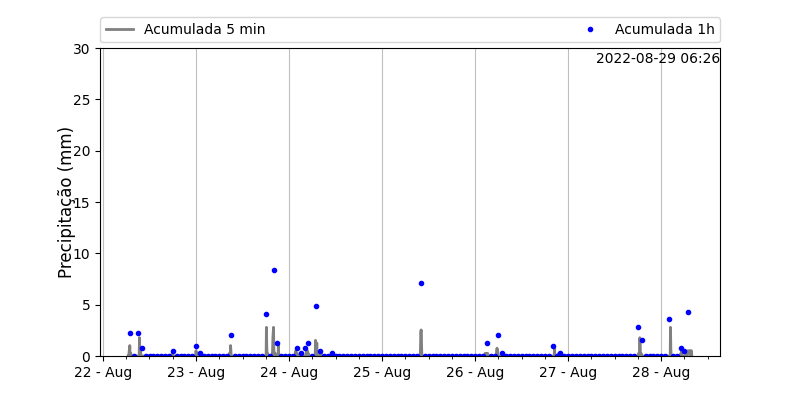 Acumulada 5 min
Acumulada 1h
2022-08-29 06:26
Precipitação (mm)
30
25
20
15
10
5
0
22 - Aug
23 - Aug
24 - Aug
25 - Aug
26 - Aug
27 - Aug
28 - Aug